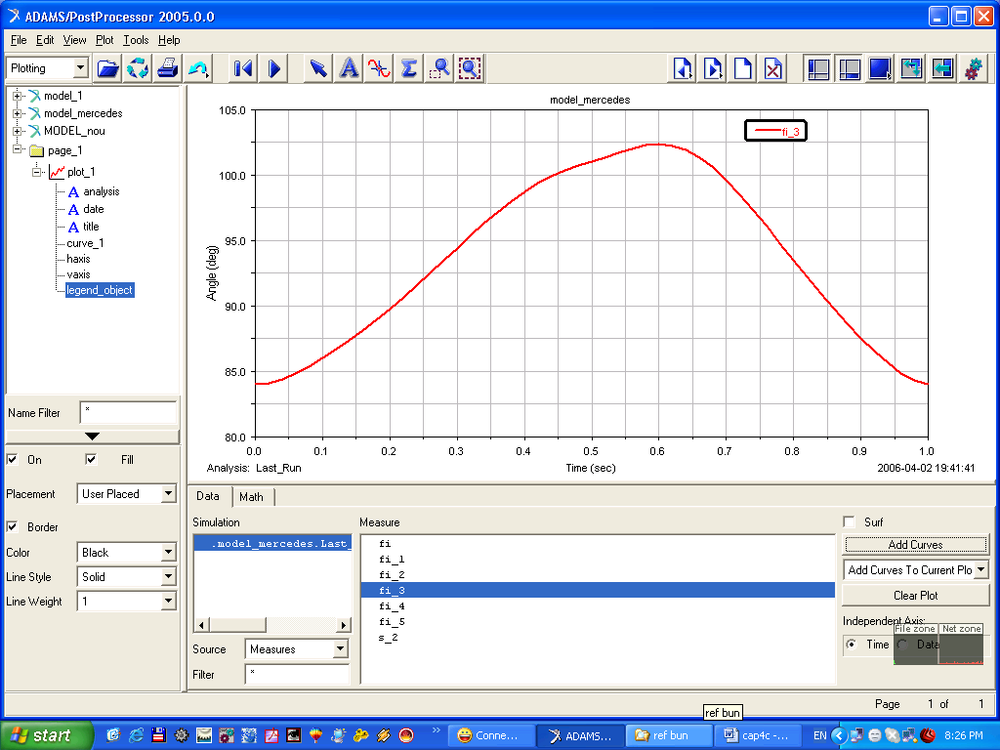 ADAMS/PostProcessor 2005.0.0
File Edit View Plot Tools Help
Plotting
model_1
model_mercedes
MODEL_nou
page_1
plot_1
A analysis
A date
A title
curve_1
haxis
vaxis
legend_object
Name Filter *
On Fill
Placement User Placed
Border
Color Black
Line Style Solid
Line Weight 1
model_mercedes
fi_3
105.0
100.0
95.0
90.0
85.0
80.0
Angle (deg)
0.0 0.1 0.2 0.3 0.4 0.5 0.6 0.7 0.8 0.9 1.0
Analysis: Last_Run Time (sec) 2006-04-02 19:41:41
Data Math
Simulation
.model_mercedes.Last_
Source Measures
Filter *
Measure
fi
fi_1
fi_2
fi_3
fi_4
fi_5
s_2
Surf
Add Curves
Add Curves To Current Plo
Clear Plot
Independent Axis:
File zone Net zone
Time Data
Page 1 of 1
ref bun
start Conne... ADAMS... ref bun cap4c -... EN 8:26 PM